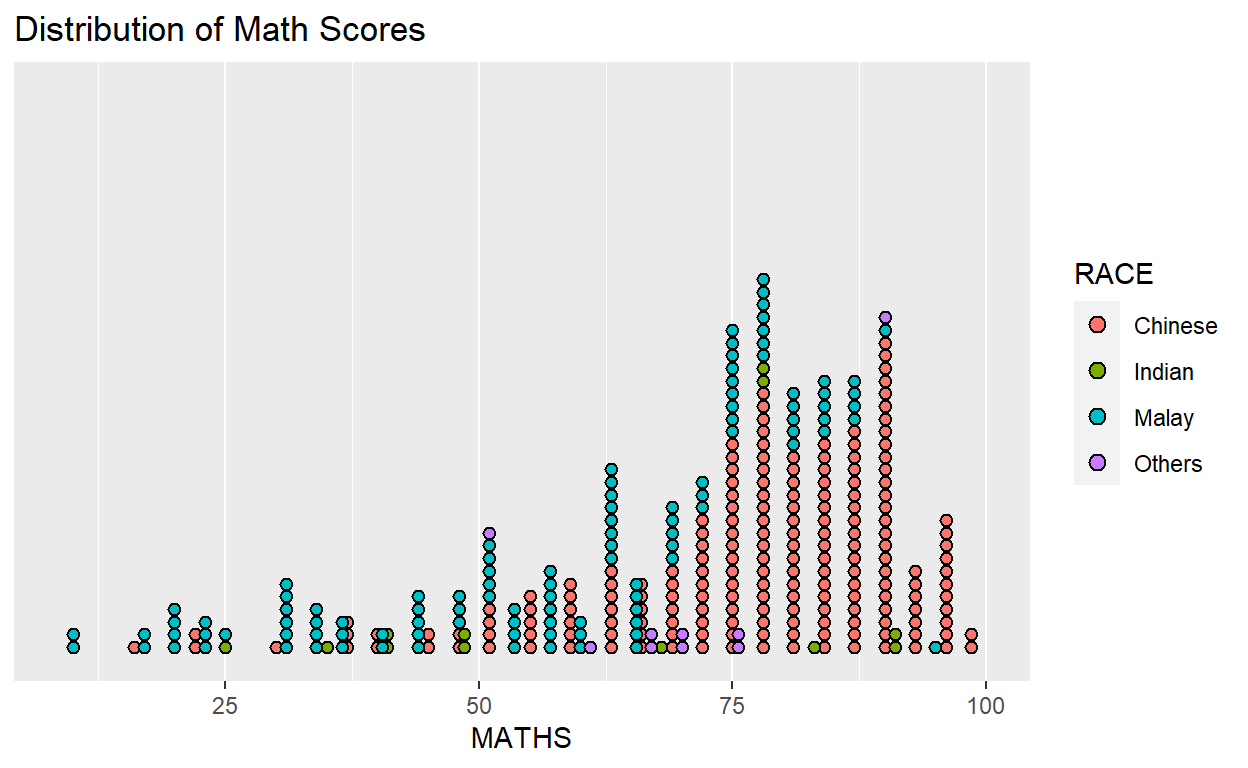 Distribution of Math Scores
RACE
Chinese
Indian
Malay
Others
25 50 75 100
MATHS